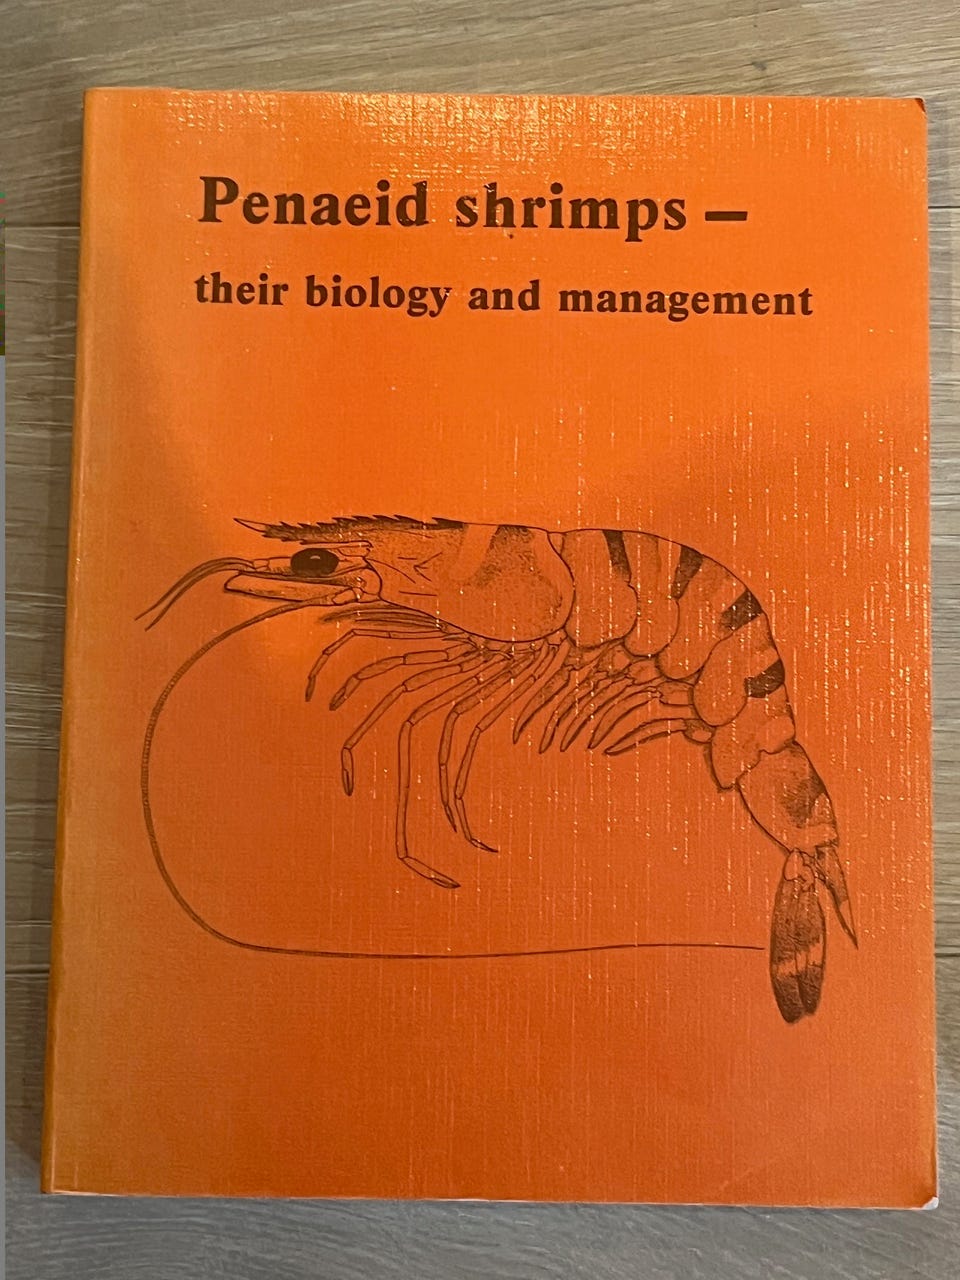 Penaeid shrimps —
their biology and management